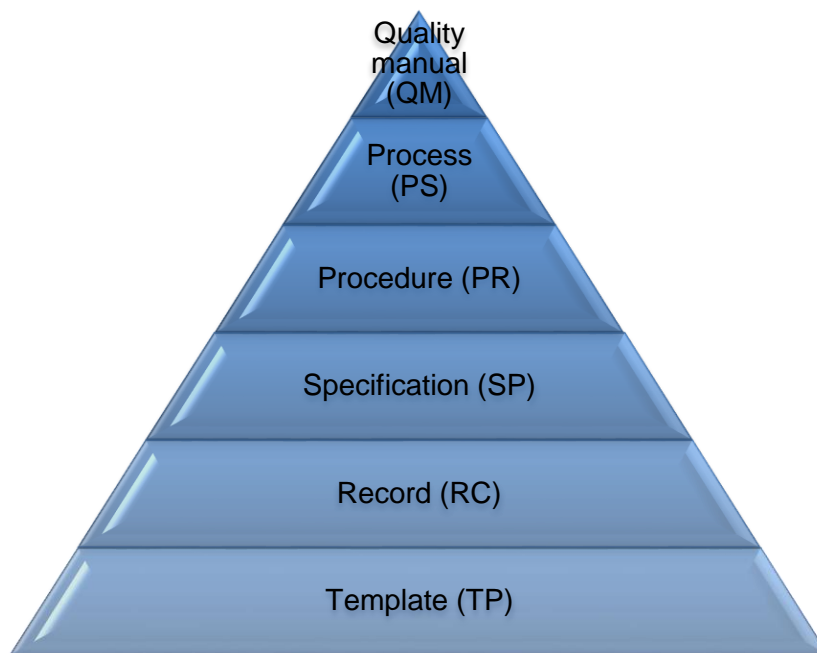 Quality
manual
(QM)
Process
(PS)
Procedure (PR)
Specification (SP)
Record (RC)
Template (TP)